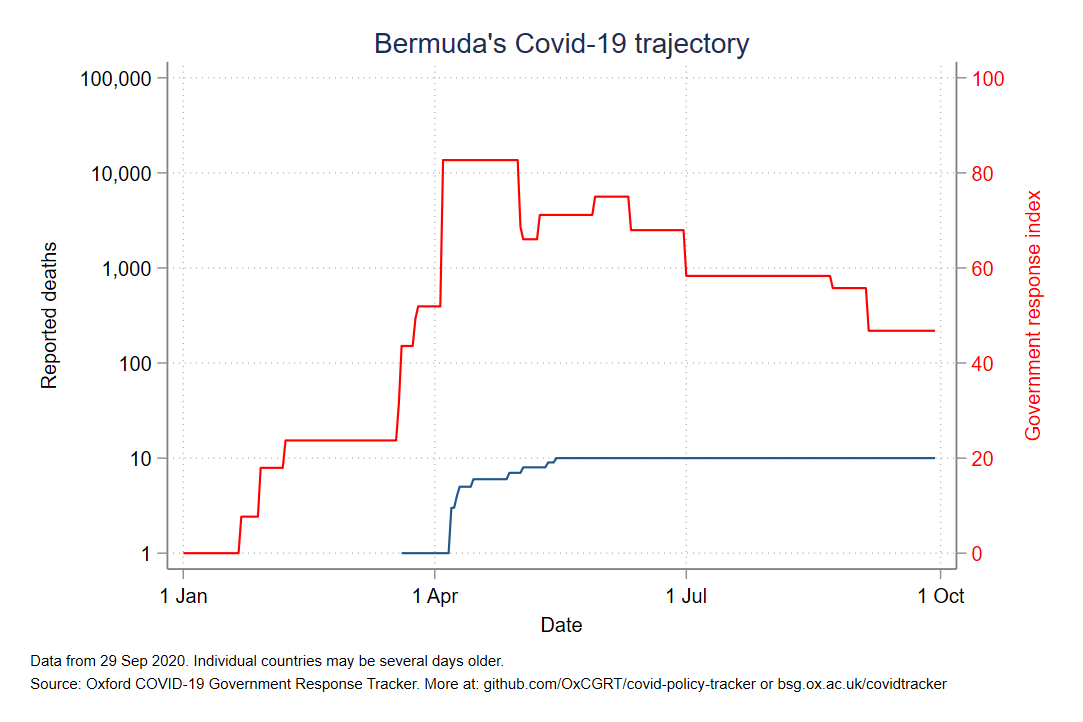 Bermuda's Covid-19 trajectory
100,000
10,000
1,000
100
10
1
Reported deaths
100
80
60
40
20
0
Government response index
1 Jan
1 Apr
1 Jul
1 Oct
Date
Data from 29 Sep 2020. Individual countries may be several days older.
Source: Oxford COVID-19 Government Response Tracker. More at: github.com/OxCGRT/covid-policy-tracker or bsg.ox.ac.uk/covidtracker